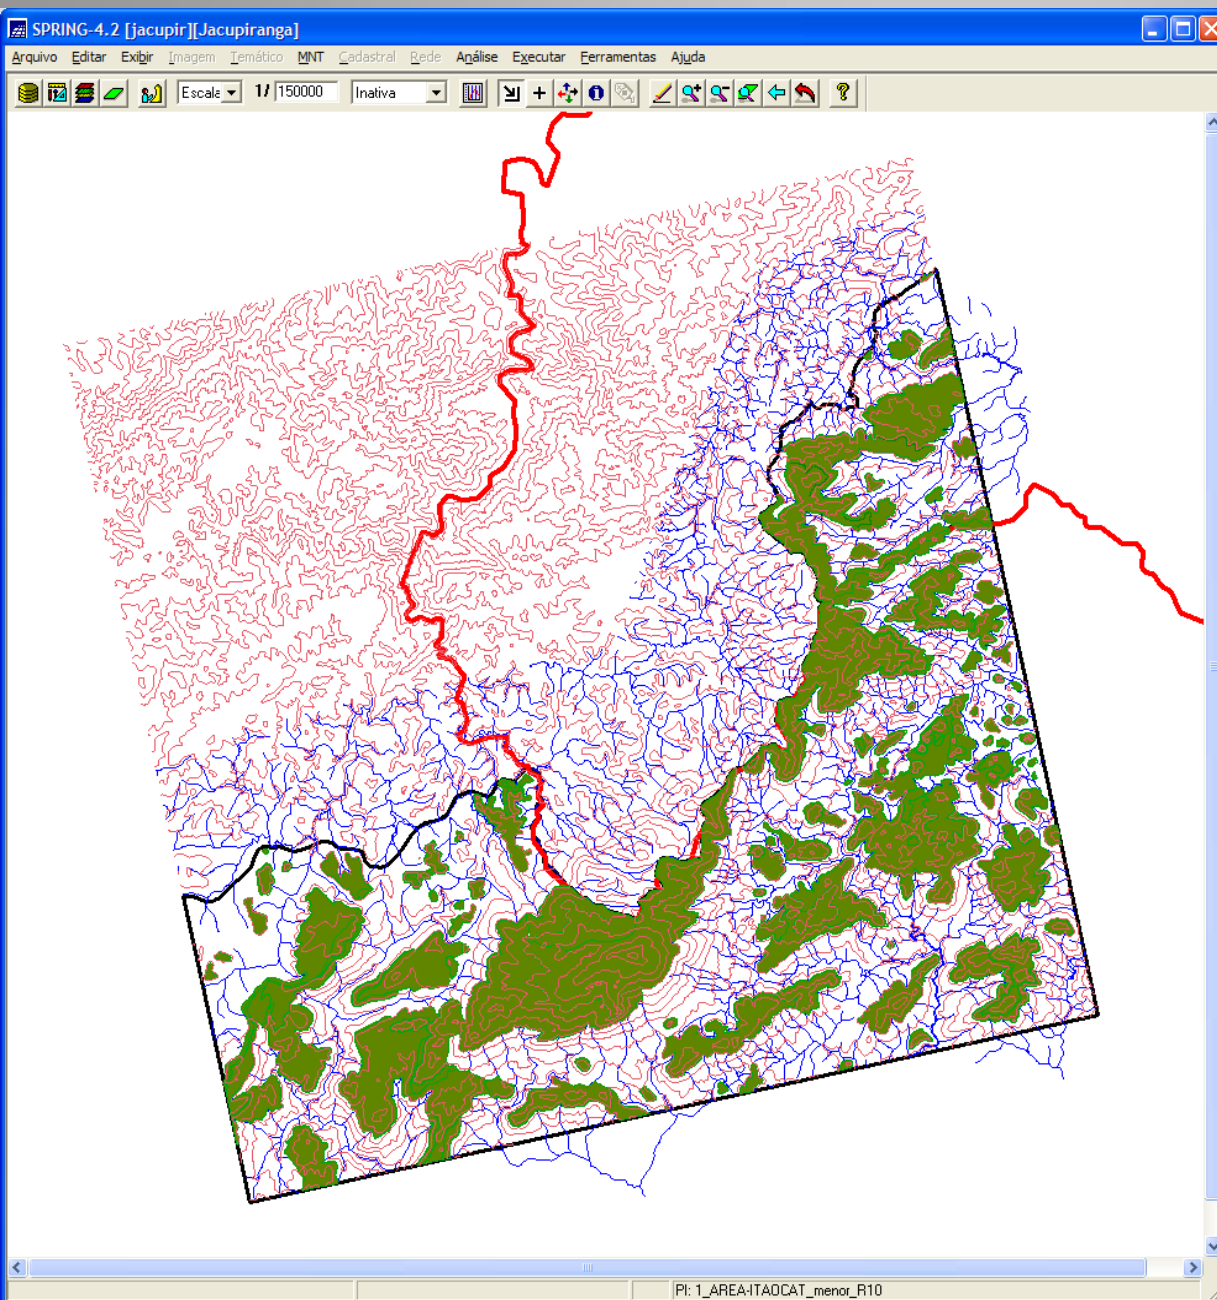 SPRING-4.2 [jacupir][Jacupiranga]
Arquivo Editar Exibir Imagem Temático MNT Cadastral Rede Análise Executar Ferramentas Ajuda
Escala 1/ 150000 Inativa
PI: 1_AREA-ITAOCAT_menor_R10